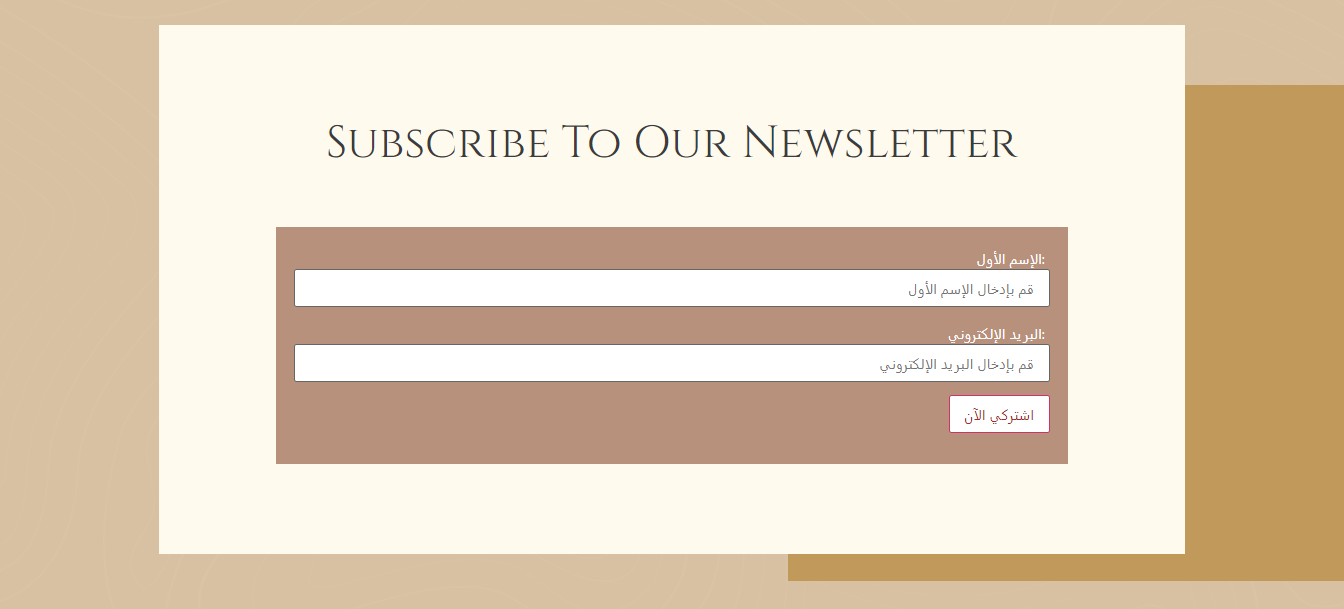 Subscribe To Our Newsletter
الإسم الأول:
قم بإدخال الإسم الأول
البريد الإلكتروني:
قم بإدخال البريد الإلكتروني
اشتركي الآن